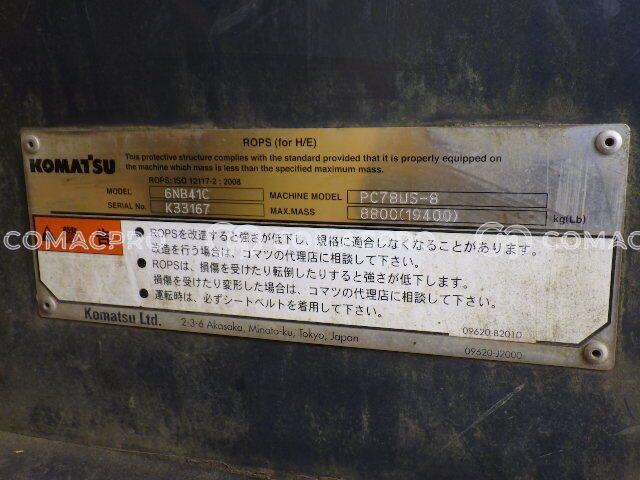 ROPS (for H/E)
KOMATSU
This protective structure complies with the standard provided that it is properly equipped on
the machine which mass is less than the specified maximum mass.
ROPS: ISO 12117-2 : 2008
MODEL 6NB41C MACHINE MODEL PC78US-8
SERIAL No. K33167 MAX.MASS 8800(19400) kg(Lb)
警告
● ROPSを改造すると強さが低下し、規格に適合しなくなることがあります。
改造を行う場合は、コマツの代理店に相談して下さい。
● ROPSは、損傷を受けたり転倒したりすると強さが低下します。
損傷を受けたり変形した場合は、コマツの代理店に相談して下さい。
● 運転時は、必ずシートベルトを着用して下さい。
09620-B2010
Komatsu Ltd. 2-3-6 Akasaka, Minata-ku, Tokyo, Japan
09620-J2000